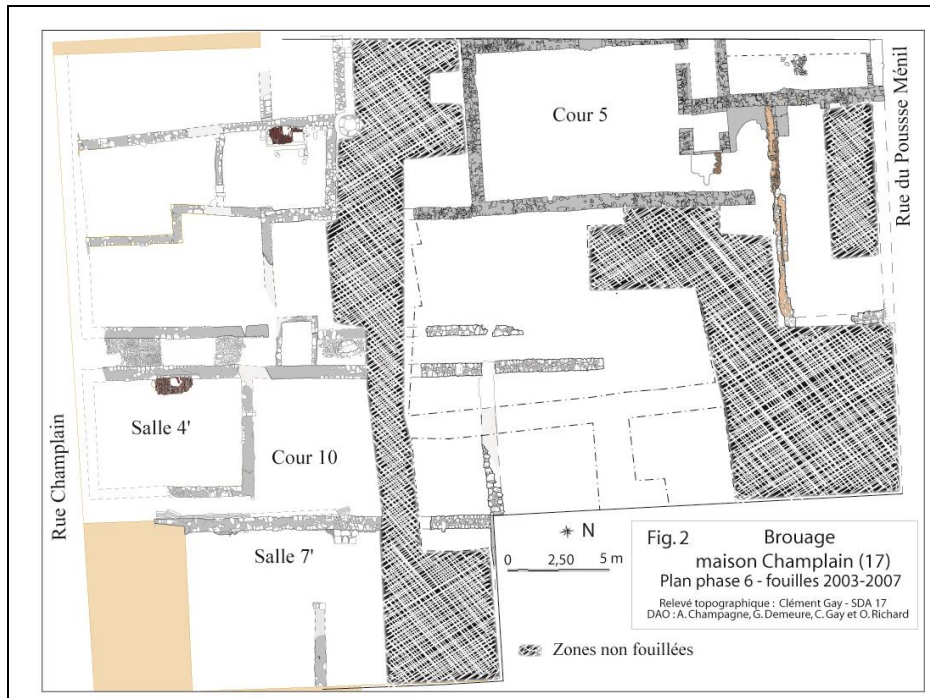 Cour 5
Rue du Pousssse Ménil
Salle 4'
Cour 10
Rue Champlain
Salle 7'
N
0 2,50 5 m
Fig. 2 Brouage
maison Champlain (17)
Plan phase 6 - fouilles 2003-2007
Relevé topographique : Clément Gay - SDA 17
DAO : A. Champagne, G. Demeure, C. Gay et O. Richard
Zones non fouillées